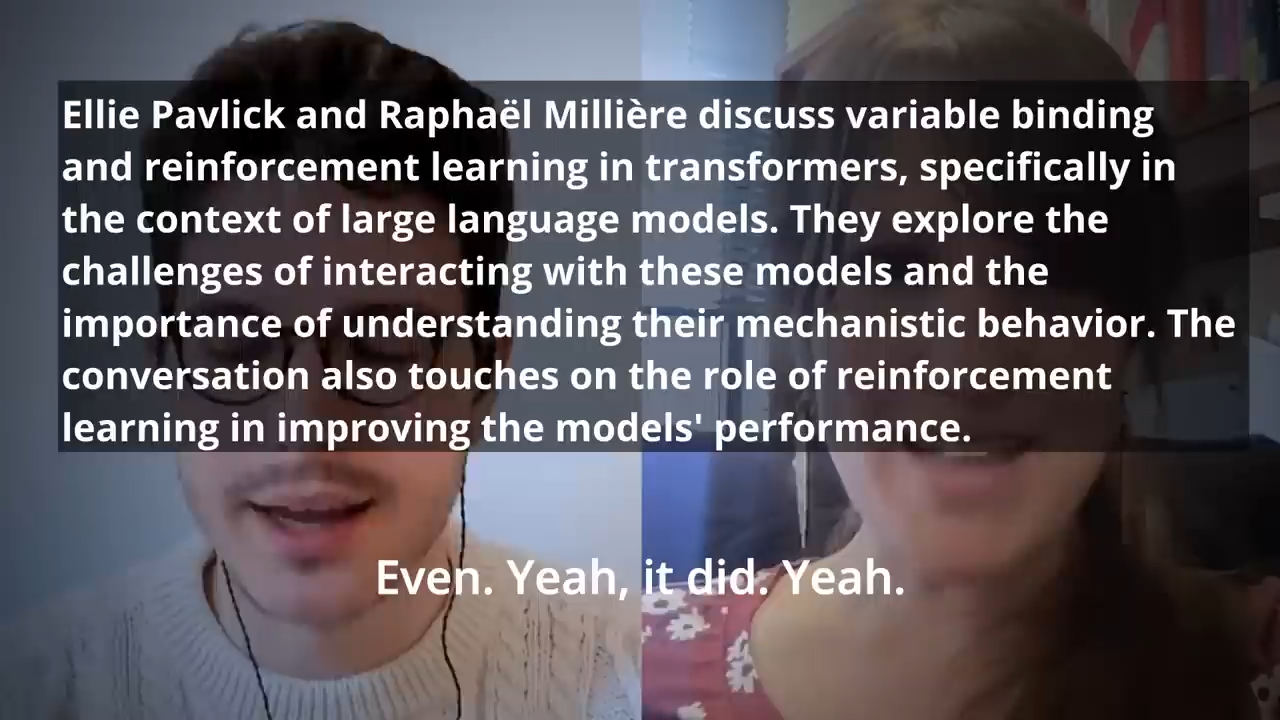 Ellie Pavlick and Raphaël Millière discuss variable binding
and reinforcement learning in transformers, specifically in
the context of large language models. They explore the
challenges of interacting with these models and the
importance of understanding their mechanistic behavior. The
conversation also touches on the role of reinforcement
learning in improving the models' performance.
Even. Yeah, it did. Yeah.